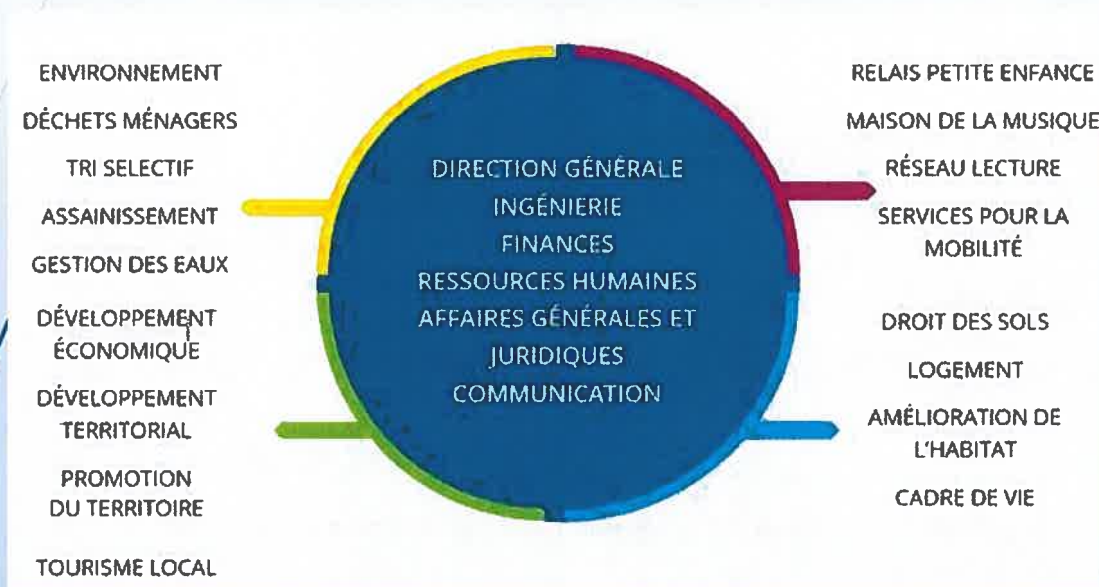 ENVIRONNEMENT
DÉCHETS MÉNAGERS
TRI SELECTIF
ASSAINISSEMENT
GESTION DES EAUX
DÉVELOPPEMENT
ÉCONOMIQUE
DÉVELOPPEMENT
TERRITORIAL
PROMOTION
DU TERRITOIRE
TOURISME LOCAL
DIRECTION GÉNÉRALE
INGÉNIERIE
FINANCES
RESSOURCES HUMAINES
AFFAIRES GÉNÉRALES ET
JURIDIQUES
COMMUNICATION
RELAIS PETITE ENFANCE
MAISON DE LA MUSIQUE
RÉSEAU LECTURE
SERVICES POUR LA
MOBILITÉ
DROIT DES SOLS
LOGEMENT
AMÉLIORATION DE
L'HABITAT
CADRE DE VIE